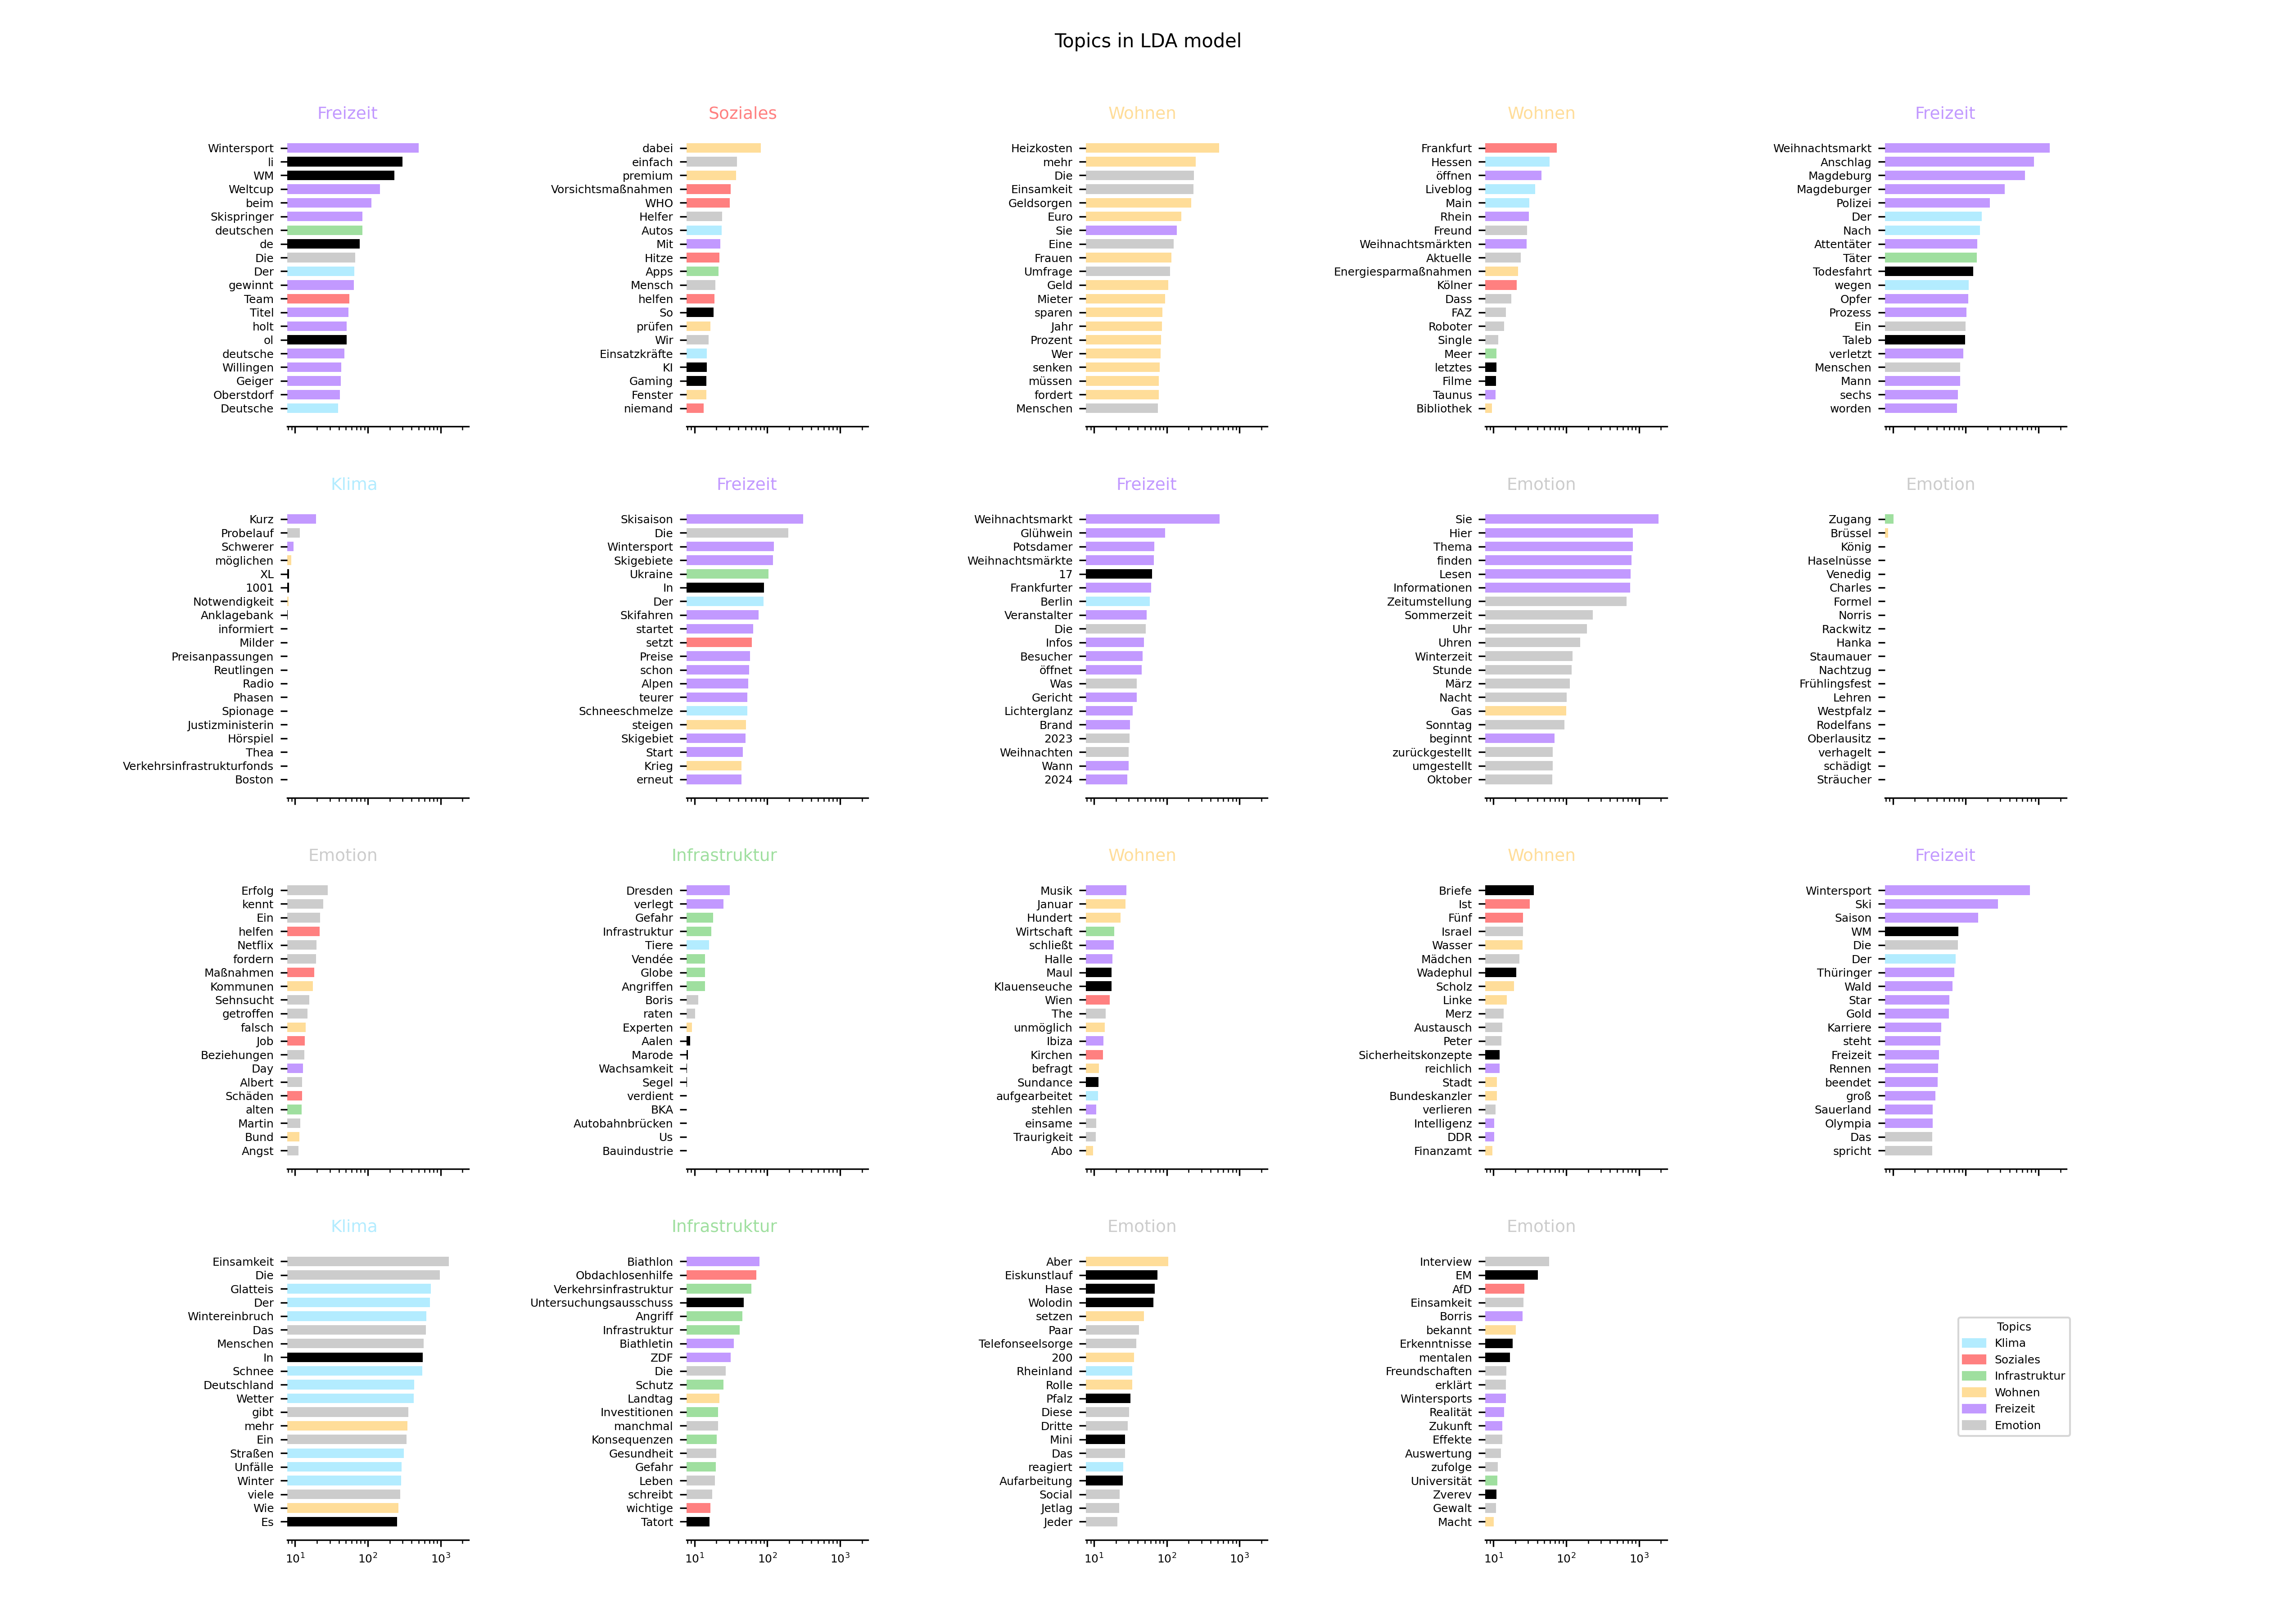 Topics in LDA model
Freizeit
Wintersport
li
WM
Weltcup
beim
Skispringer
deutschen
de
Die
Der
gewinnt
Team
Titel
holt
ol
deutsche
Willingen
Geiger
Oberstdorf
Deutsche
Soziales
dabei
einfach
premium
Vorsichtsmaßnahmen
WHO
Helfer
Autos
Mit
Hitze
Apps
Mensch
helfen
So
prüfen
Wir
Einsatzkräfte
KI
Gaming
Fenster
niemand
Wohnen
Heizkosten
mehr
Die
Einsamkeit
Geldsorgen
Euro
Sie
Eine
Frauen
Umfrage
Geld
Mieter
sparen
Jahr
Prozent
Wer
senken
müssen
fordert
Menschen
Wohnen
Frankfurt
Hessen
öffnen
Liveblog
Main
Rhein
Freund
Weihnachtsmärkten
Aktuelle
Energiesparmaßnahmen
Kölner
Dass
FAZ
Roboter
Single
Meer
letztes
Filme
Taunus
Bibliothek
Freizeit
Weihnachtsmarkt
Anschlag
Magdeburg
Magdeburger
Polizei
Der
Nach
Attentäter
Täter
Todesfahrt
wegen
Opfer
Prozess
Ein
Taleb
verletzt
Menschen
Mann
sechs
worden
Klima
Kurz
Probelauf
Schwerer
möglichen
XL
1001
Notwendigkeit
Anklagebank
informiert
Milder
Preisanpassungen
Reutlingen
Radio
Phasen
Spionage
Justizministerin
Hörspiel
Thea
Verkehrsinfrastrukturfonds
Boston
Freizeit
Skisaison
Die
Wintersport
Skigebiete
Ukraine
In
Der
Skifahren
startet
setzt
Preise
schon
Alpen
teurer
Schneeschmelze
steigen
Skigebiet
Start
Krieg
erneut
Freizeit
Weihnachtsmarkt
Glühwein
Potsdamer
Weihnachtsmärkte
17
Frankfurter
Berlin
Veranstalter
Die
Infos
Besucher
öffnet
Was
Gericht
Lichterglanz
Brand
2023
Weihnachten
Wann
2024
Emotion
Sie
Hier
Thema
finden
Lesen
Informationen
Zeitumstellung
Sommerzeit
Uhr
Uhren
Winterzeit
Stunde
März
Nacht
Gas
Sonntag
beginnt
zurückgestellt
umgestellt
Oktober
Emotion
Zugang
Brüssel
König
Haselnüsse
Venedig
Charles
Formel
Norris
Rackwitz
Hanka
Staumauer
Nachtzug
Frühlingsfest
Lehren
Westpfalz
Rodelfans
Oberlausitz
verhagelt
schädigt
Sträucher
Emotion
Erfolg
kennt
Ein
helfen
Netflix
fordern
Maßnahmen
Kommunen
Sehnsucht
getroffen
falsch
Job
Beziehungen
Day
Albert
Schäden
alten
Martin
Bund
Angst
Infrastruktur
Dresden
verlegt
Gefahr
Infrastruktur
Tiere
Vendée
Globe
Angriffen
Boris
raten
Experten
Aalen
Marode
Wachsamkeit
Segel
verdient
BKA
Autobahnbrücken
Us
Bauindustrie
Wohnen
Musik
Januar
Hundert
Wirtschaft
schließt
Halle
Maul
Klauenseuche
Wien
The
unmöglich
Ibiza
Kirchen
befragt
Sundance
aufgearbeitet
stehlen
einsame
Traurigkeit
Abo
Wohnen
Briefe
Ist
Fünf
Israel
Wasser
Mädchen
Wadephul
Scholz
Linke
Merz
Austausch
Peter
Sicherheitskonzepte
reichlich
Stadt
Bundeskanzler
verlieren
Intelligenz
DDR
Finanzamt
Freizeit
Wintersport
Ski
Saison
WM
Die
Der
Thüringer
Wald
Star
Gold
Karriere
steht
Freizeit
Rennen
beendet
groß
Sauerland
Olympia
Das
spricht
Klima
Einsamkeit
Die
Glatteis
Der
Wintereinbruch
Das
Menschen
In
Schnee
Deutschland
Wetter
gibt
mehr
Ein
Straßen
Unfälle
Winter
viele
Wie
Es
10¹ 10² 10³
Infrastruktur
Biathlon
Obdachlosenhilfe
Verkehrsinfrastruktur
Untersuchungsausschuss
Angriff
Infrastruktur
Biathletin
ZDF
Die
Schutz
Landtag
Investitionen
manchmal
Konsequenzen
Gesundheit
Gefahr
Leben
schreibt
wichtige
Tatort
10¹ 10² 10³
Emotion
Aber
Eiskunstlauf
Hase
Wolodin
setzen
Paar
Telefonseelsorge
200
Rheinland
Rolle
Pfalz
Diese
Dritte
Mini
Das
reagiert
Aufarbeitung
Social
Jetlag
Jeder
10¹ 10² 10³
Emotion
Interview
EM
AfD
Einsamkeit
Borris
bekannt
Erkenntnisse
mentalen
Freundschaften
erklärt
Wintersports
Realität
Zukunft
Effekte
Auswertung
zufolge
Universität
Zverev
Gewalt
Macht
10¹ 10² 10³
Topics
Klima
Soziales
Infrastruktur
Wohnen
Freizeit
Emotion